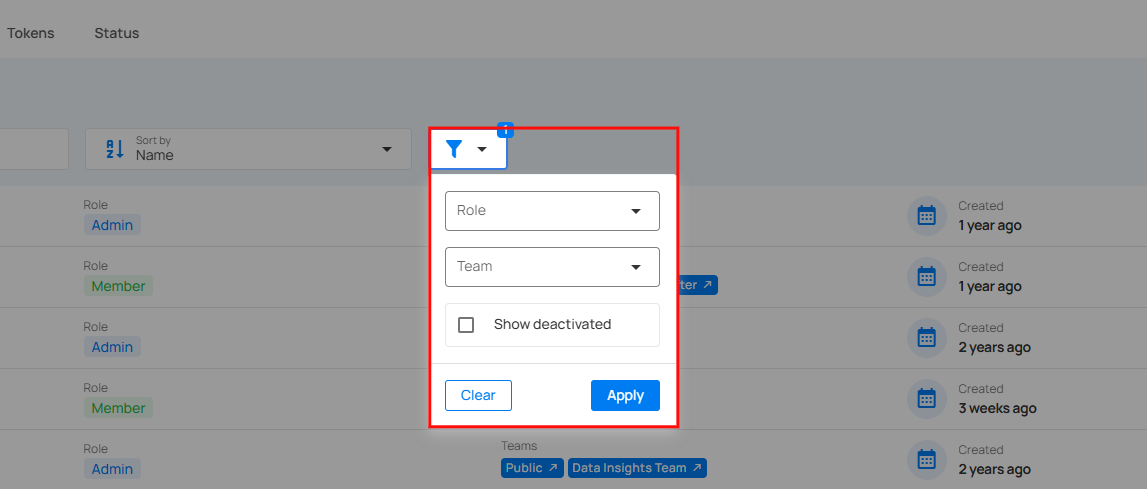 Tokens Status
Sort by
Name
1
Role
Team
Show deactivated
Clear Apply
Role
Admin
Created
1 year ago
Role
Member
ter
Created
1 year ago
Role
Admin
Created
2 years ago
Role
Member
Created
3 weeks ago
Role
Admin
Teams
Public Data Insights Team
Created
2 years ago